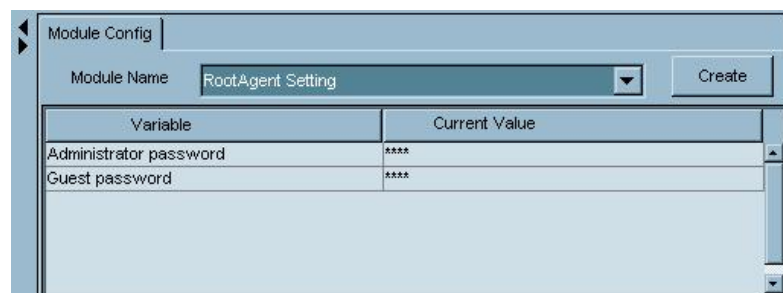 Module Config
Module Name RootAgent Setting Create
Variable Current Value
Administrator password ****
Guest password ****